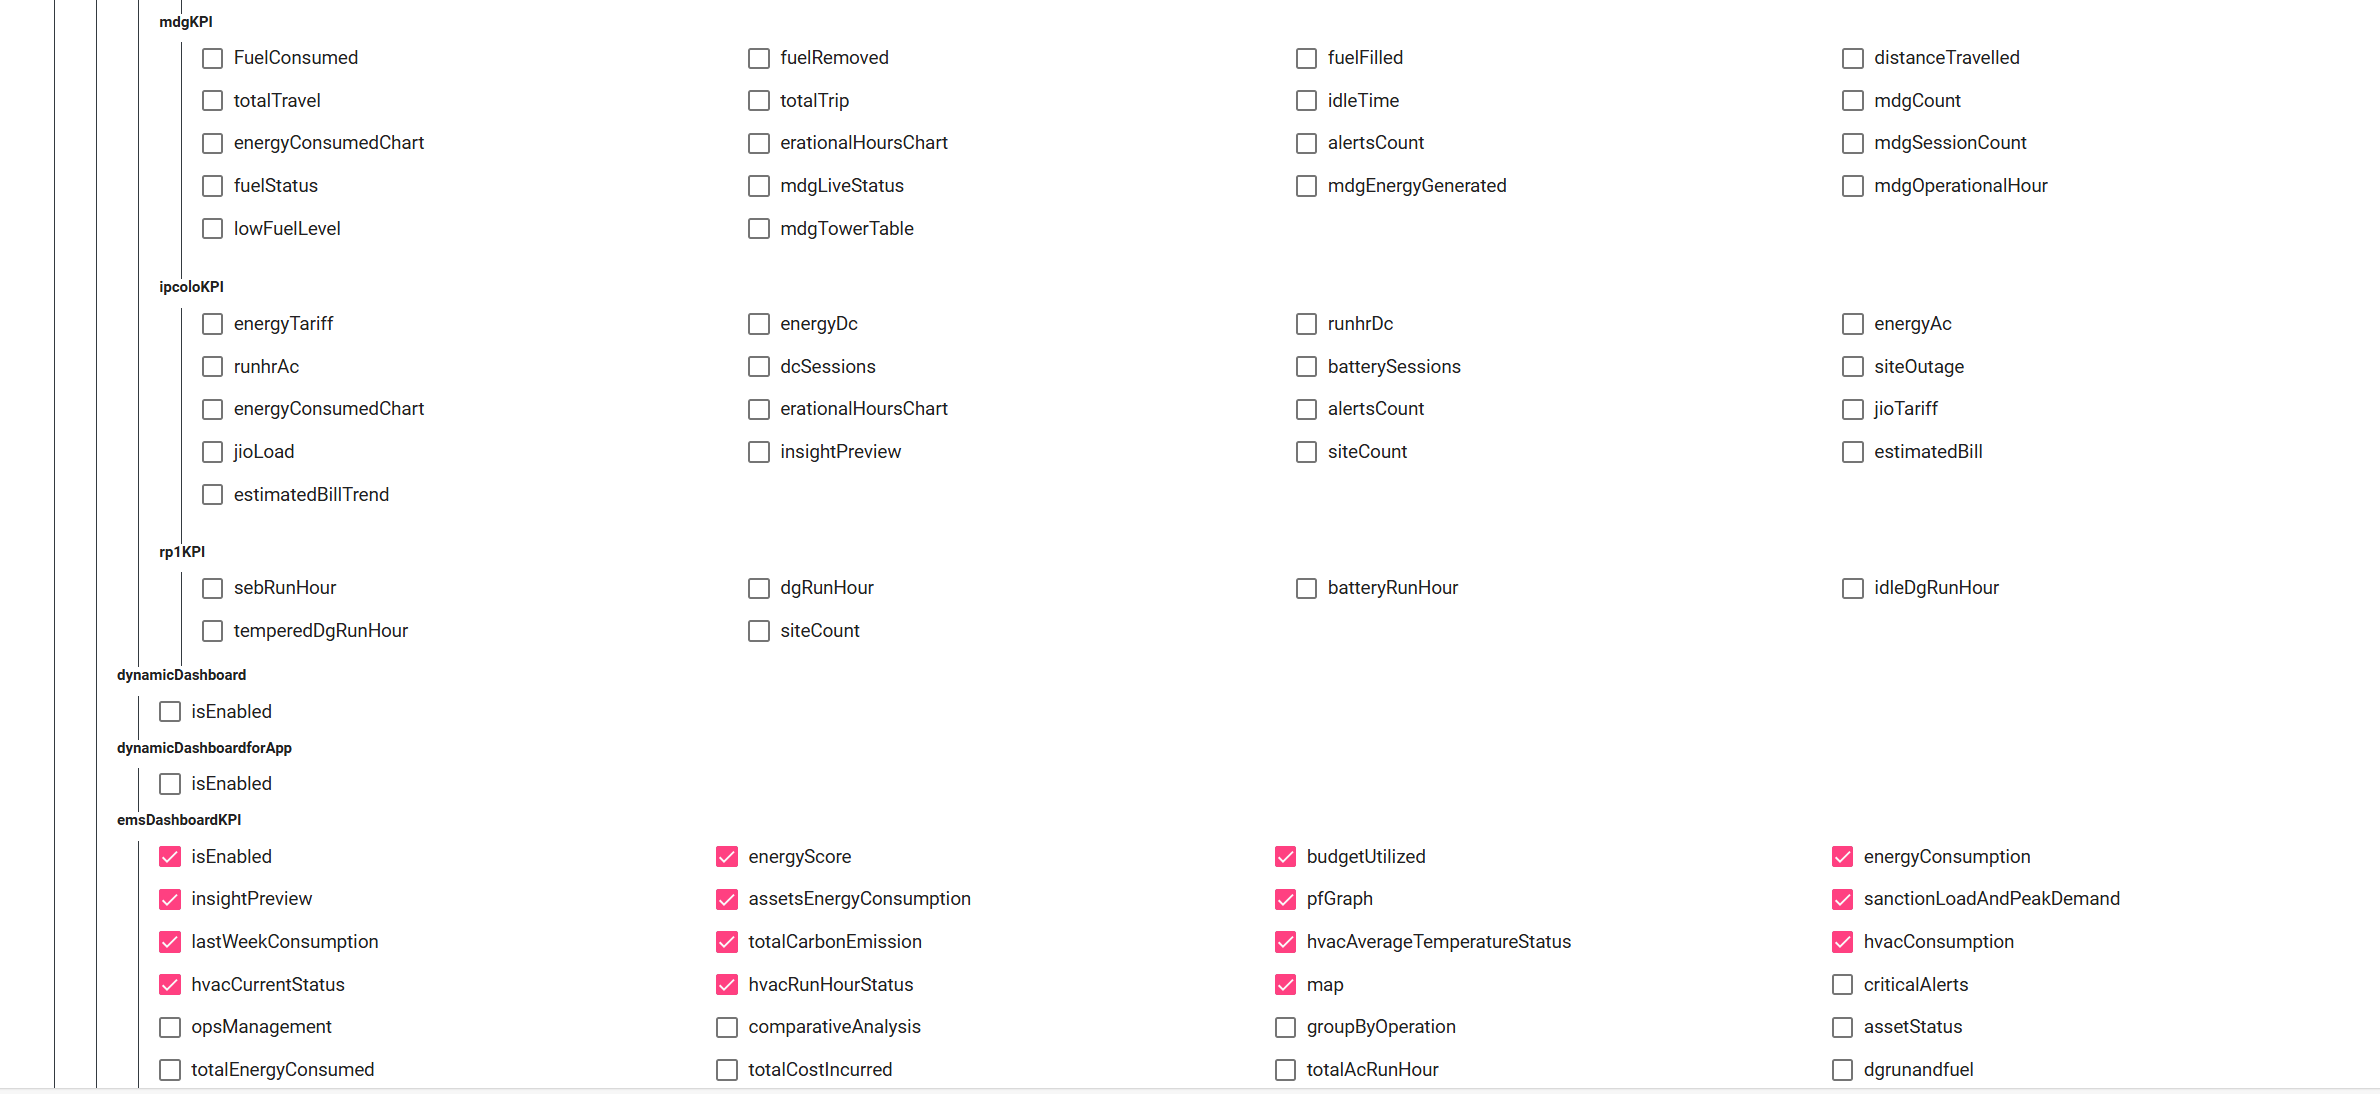 mdgKPI
FuelConsumed fuelRemoved fuelFilled distanceTravelled
totalTravel totalTrip idleTime mdgCount
energyConsumedChart erationalHoursChart alertsCount mdgSessionCount
fuelStatus mdgLiveStatus mdgEnergyGenerated mdgOperationalHour
lowFuelLevel mdgTowerTable
ipcoloKPI
energyTariff energyDc runhrDc energyAc
runhrAc dcSessions batterySessions siteOutage
energyConsumedChart erationalHoursChart alertsCount jioTariff
jioLoad insightPreview siteCount estimatedBill
estimatedBillTrend
rp1KPI
sebRunHour dgRunHour batteryRunHour idleDgRunHour
temperedDgRunHour siteCount
dynamicDashboard
isEnabled
dynamicDashboardforApp
isEnabled
emsDashboardKPI
isEnabled energyScore budgetUtilized energyConsumption
insightPreview assetsEnergyConsumption pfGraph sanctionLoadAndPeakDemand
lastWeekConsumption totalCarbonEmission hvacAverageTemperatureStatus hvacConsumption
hvacCurrentStatus hvacRunHourStatus map criticalAlerts
opsManagement comparativeAnalysis groupByOperation assetStatus
totalEnergyConsumed totalCostIncurred totalAcRunHour dgrunandfuel